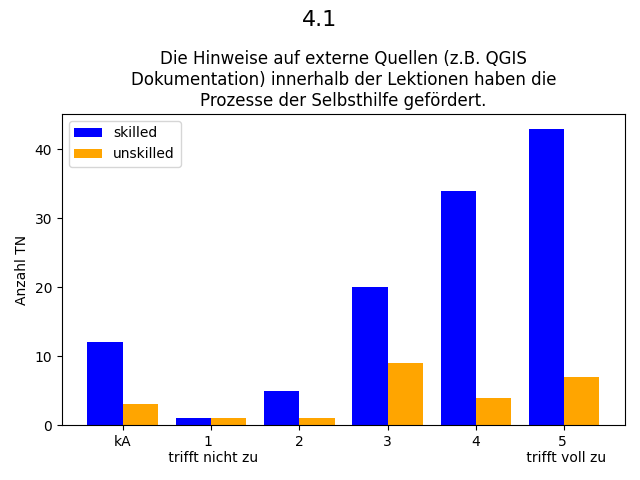 4.1
Die Hinweise auf externe Quellen (z.B. QGIS
Dokumentation) innerhalb der Lektionen haben die
Prozesse der Selbsthilfe gefördert.
skilled
unskilled
Anzahl TN
40
30
20
10
0
kA 1 2 3 4 5
trifft nicht zu trifft voll zu